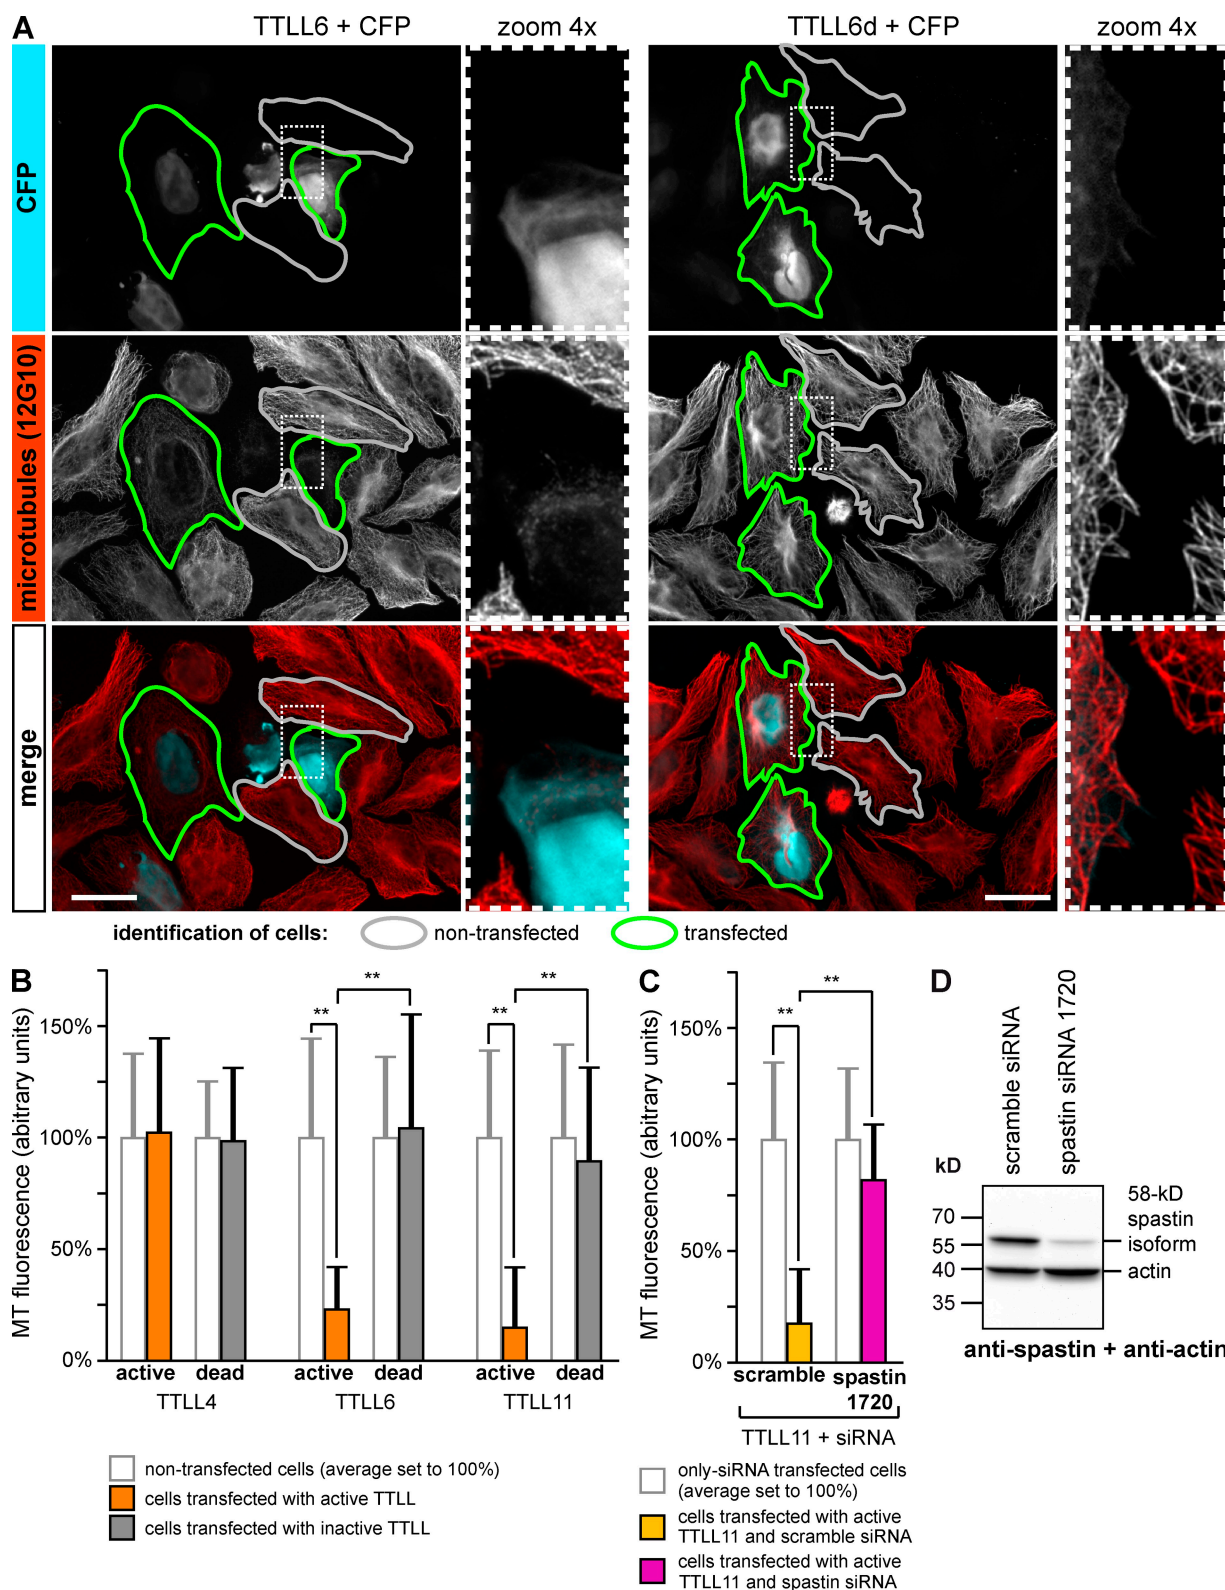 A
TTLL6 + CFP
zoom 4x
TTLL6d + CFP
zoom 4x
CFP
microtubules (12G10)
merge
identification of cells:
non-transfected
transfected
B
MT fluorescence (abitrary units)
150%
100%
50%
0%
**
**
**
**
active
dead
active
dead
active
dead
TTLL4
TTLL6
TTLL11
non-transfected cells (average set to 100%)
cells transfected with active TTLL
cells transfected with inactive TTLL
C
MT fluorescence (abitrary units)
150%
100%
50%
0%
**
**
scramble
spastin
1720
TTLL11 + siRNA
only-siRNA transfected cells
(average set to 100%)
cells transfected with active
TTLL11 and scramble siRNA
cells transfected with active
TTLL11 and spastin siRNA
D
scramble siRNA
spastin siRNA 1720
kD
70
55
40
35
58-kD
spastin
isoform
actin
anti-spastin + anti-actin